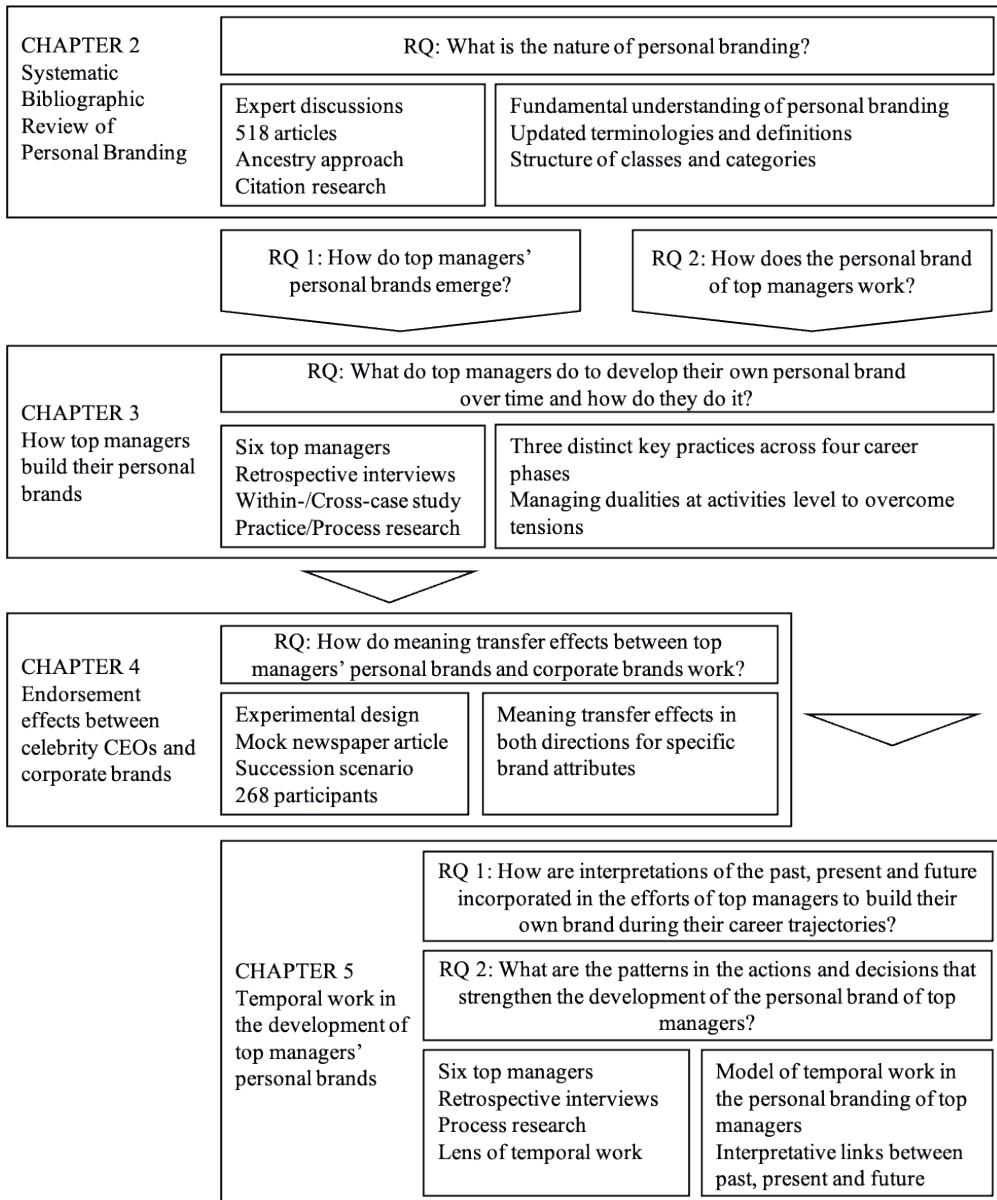 CHAPTER 2
Systematic
Bibliographic
Review of
Personal Branding
RQ: What is the nature of personal branding?
Expert discussions
518 articles
Ancestry approach
Citation research
Fundamental understanding of personal branding
Updated terminologies and definitions
Structure of classes and categories
RQ 1: How do top managers’
personal brands emerge?
RQ 2: How does the personal brand
of top managers work?
CHAPTER 3
How top managers
build their personal
brands
RQ: What do top managers do to develop their own personal brand
over time and how do they do it?
Six top managers
Retrospective interviews
Within-/Cross-case study
Practice/Process research
Three distinct key practices across four career
phases
Managing dualities at activities level to overcome
tensions
CHAPTER 4
Endorsement
effects between
celebrity CEOs and
corporate brands
RQ: How do meaning transfer effects between top
managers’ personal brands and corporate brands work?
Experimental design
Mock newspaper article
Succession scenario
268 participants
Meaning transfer effects in
both directions for specific
brand attributes
CHAPTER 5
Temporal work in
the development of
top managers’
personal brands
RQ 1: How are interpretations of the past, present and future
incorporated in the efforts of top managers to build their
own brand during their career trajectories?
RQ 2: What are the patterns in the actions and decisions that
strengthen the development of the personal brand of top
managers?
Six top managers
Retrospective interviews
Process research
Lens of temporal work
Model of temporal work in
the personal branding of top
managers
Interpretative links between
past, present and future